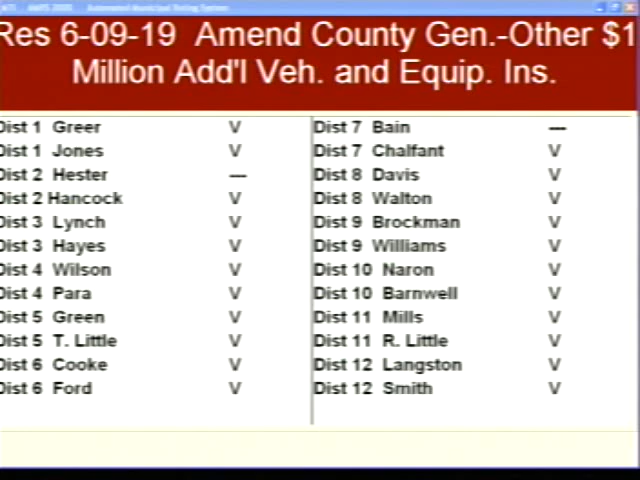 Res 6-09-19 Amend County Gen.-Other $1
Million Add'l Veh. and Equip. Ins.
Dist 1 Greer V
Dist 1 Jones V
Dist 2 Hester ---
Dist 2 Hancock V
Dist 3 Lynch V
Dist 3 Hayes V
Dist 4 Wilson V
Dist 4 Para V
Dist 5 Green V
Dist 5 T. Little V
Dist 6 Cooke V
Dist 6 Ford V
Dist 7 Bain ---
Dist 7 Chalfant V
Dist 8 Davis V
Dist 8 Walton V
Dist 9 Brockman V
Dist 9 Williams V
Dist 10 Naron V
Dist 10 Barnwell V
Dist 11 Mills V
Dist 11 R. Little V
Dist 12 Langston V
Dist 12 Smith V